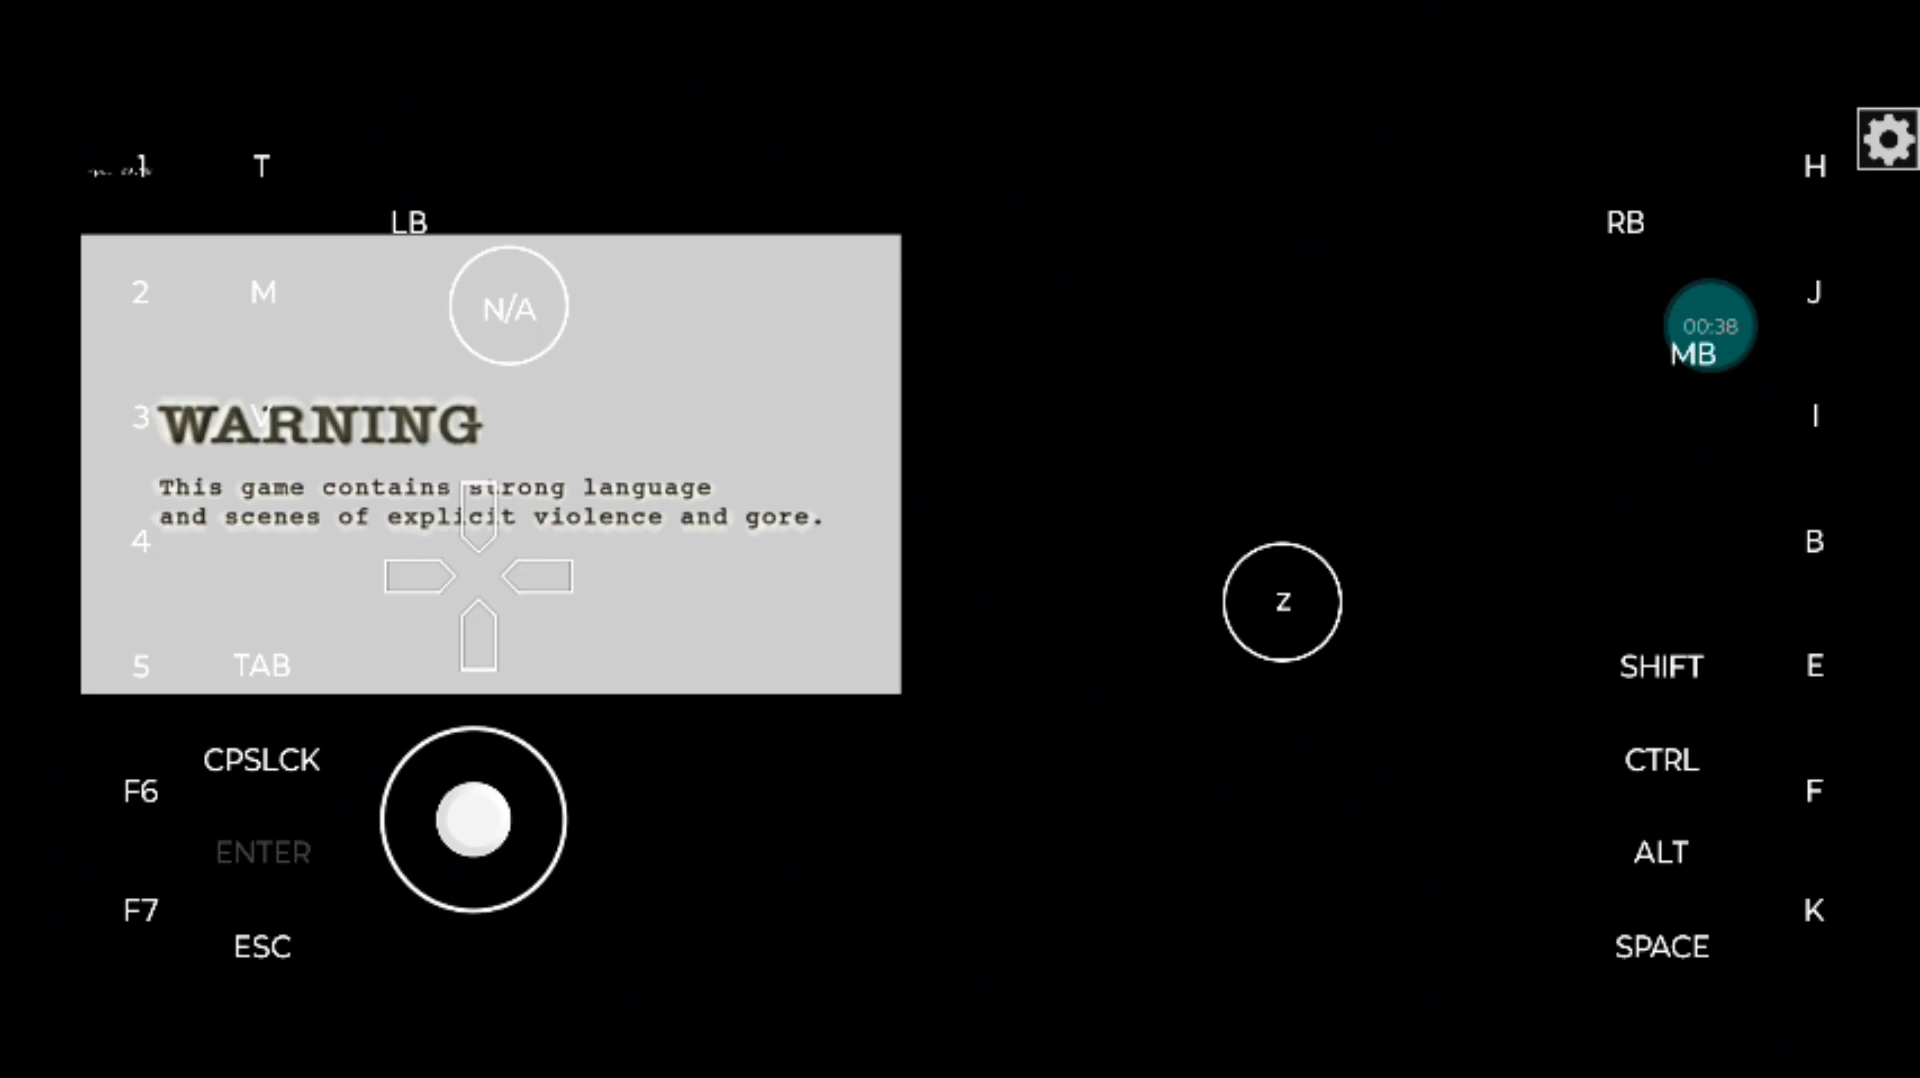 1 T H
LB RB
2 M N/A J
00:38
MB
3 V I
WARNING
This game contains strong language
and scenes of explicit violence and gore.
4 B
z
5 TAB SHIFT E
CPSLCK CTRL
F6 F
ENTER ALT
F7 K
ESC SPACE